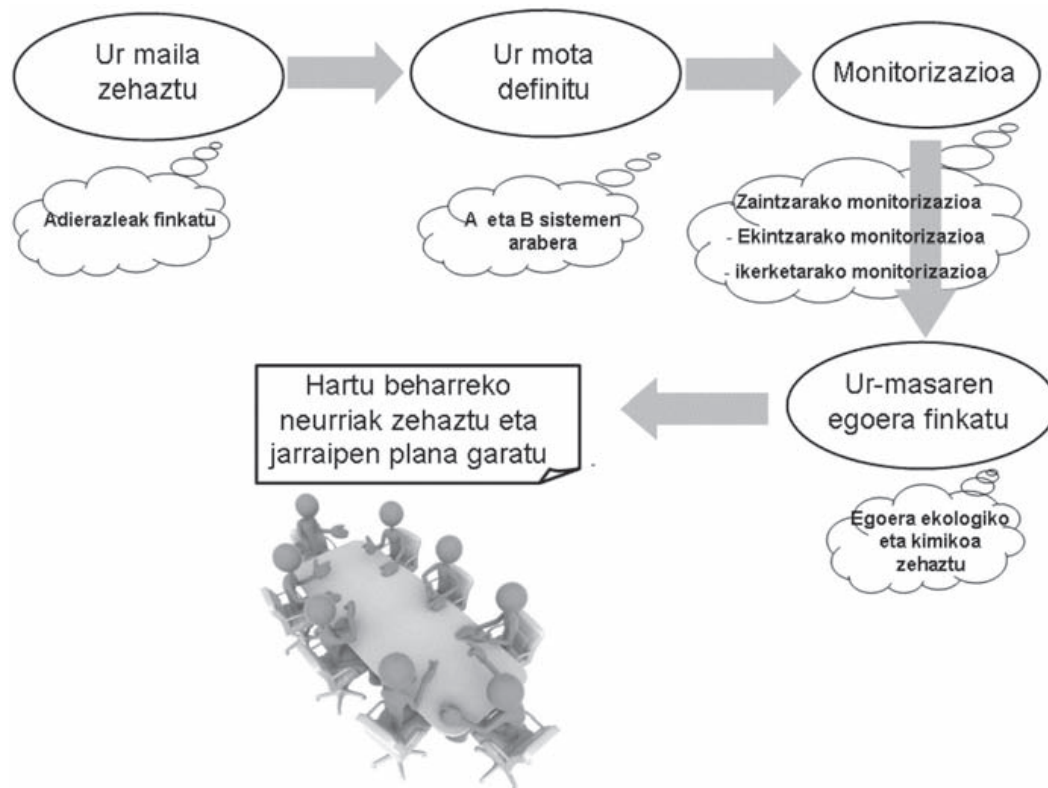 Ur maila
zehaztu
Ur mota
definitu
Monitorizazioa
Adierazleak finkatu
A eta B sistemen
arabera
- Zaintzarako monitorizazioa
- Ekintzarako monitorizazioa
- ikerketarako monitorizazioa
Ur-masaren
egoera finkatu
Egoera ekologiko
eta kimikoa
zehaztu
Hartu beharreko
neurriak zehaztu eta
jarraipen plana garatu